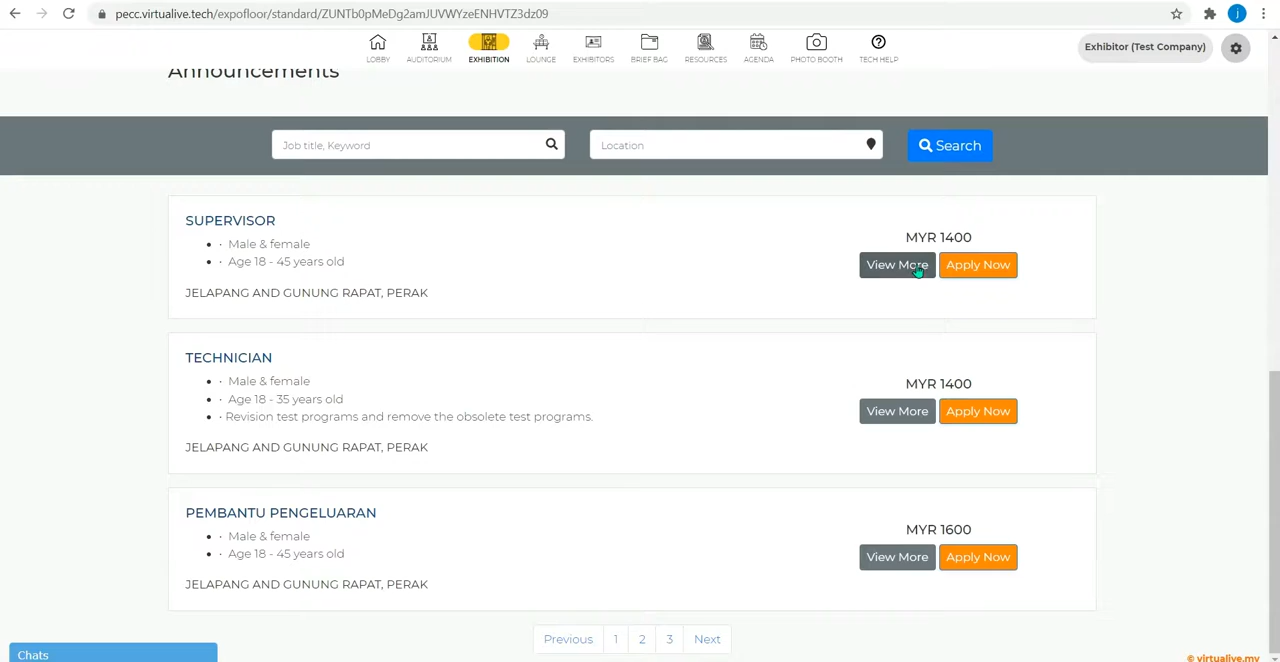 pecc.virtualive.tech/expofloor/standard/ZUNTb0pMeDg2amJUVWYzeENHVTZ3dz09
j
LOBBY AUDITORIUM EXHIBITION LOUNGE EXHIBITORS BRIEF BAG RESOURCES AGENDA PHOTO BOOTH TECH HELP
Exhibitor (Test Company)
Announcements
Job title, Keyword Location Search
SUPERVISOR
· Male & female
· Age 18 - 45 years old
JELAPANG AND GUNUNG RAPAT, PERAK
MYR 1400
View More Apply Now
TECHNICIAN
· Male & female
· Age 18 - 35 years old
· Revision test programs and remove the obsolete test programs.
JELAPANG AND GUNUNG RAPAT, PERAK
MYR 1400
View More Apply Now
PEMBANTU PENGELUARAN
· Male & female
· Age 18 - 45 years old
JELAPANG AND GUNUNG RAPAT, PERAK
MYR 1600
View More Apply Now
Previous 1 2 3 Next
Chats
© virtualive.my